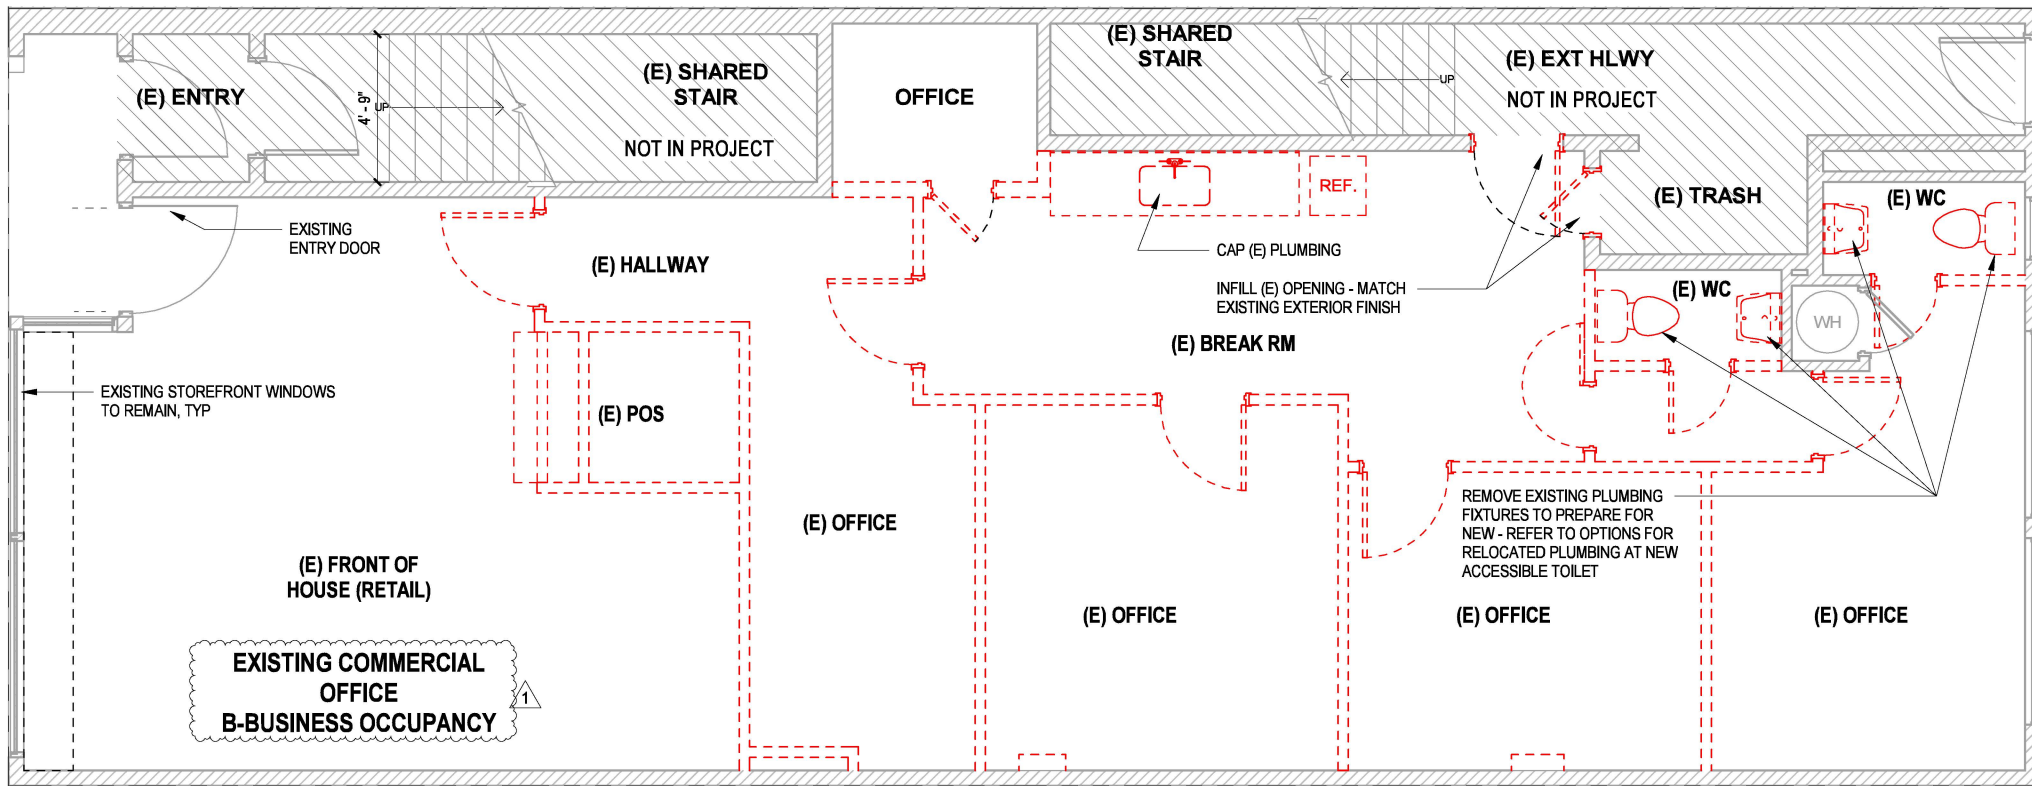 (E) ENTRY
4' - 9"
UP
(E) SHARED
STAIR
NOT IN PROJECT
OFFICE
(E) SHARED
STAIR
UP
(E) EXT HLWY
NOT IN PROJECT
REF.
(E) TRASH
(E) WC
EXISTING
ENTRY DOOR
(E) HALLWAY
CAP (E) PLUMBING
INFILL (E) OPENING - MATCH
EXISTING EXTERIOR FINISH
(E) WC
WH
(E) BREAK RM
EXISTING STOREFRONT WINDOWS
TO REMAIN, TYP
(E) POS
REMOVE EXISTING PLUMBING
FIXTURES TO PREPARE FOR
NEW - REFER TO OPTIONS FOR
RELOCATED PLUMBING AT NEW
ACCESSIBLE TOILET
(E) OFFICE
(E) FRONT OF
HOUSE (RETAIL)
(E) OFFICE
(E) OFFICE
(E) OFFICE
EXISTING COMMERCIAL
OFFICE
B-BUSINESS OCCUPANCY
1